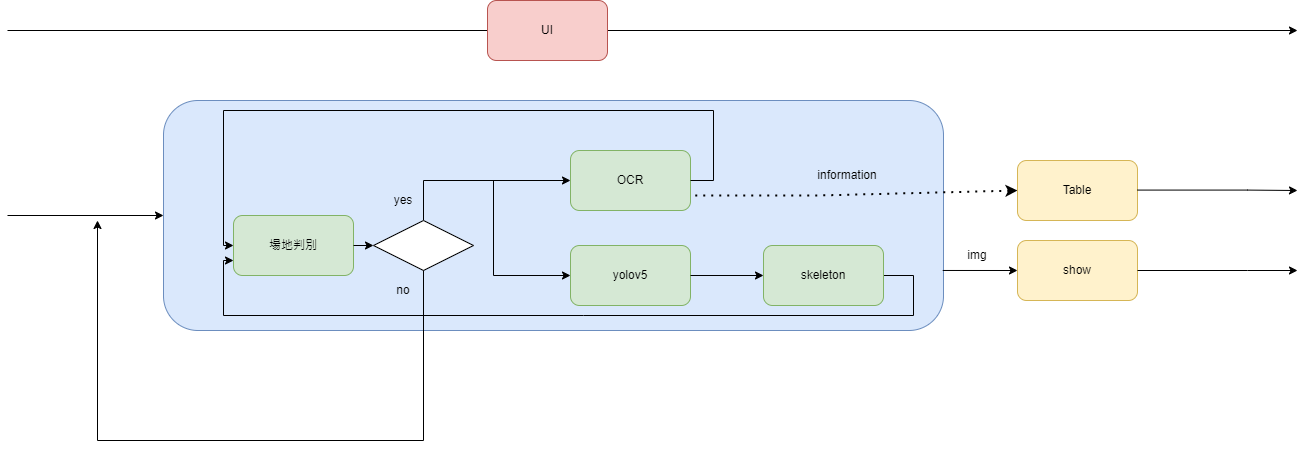 UI
OCR
information
Table
yes
場地判別
img
show
yolov5
skeleton
no